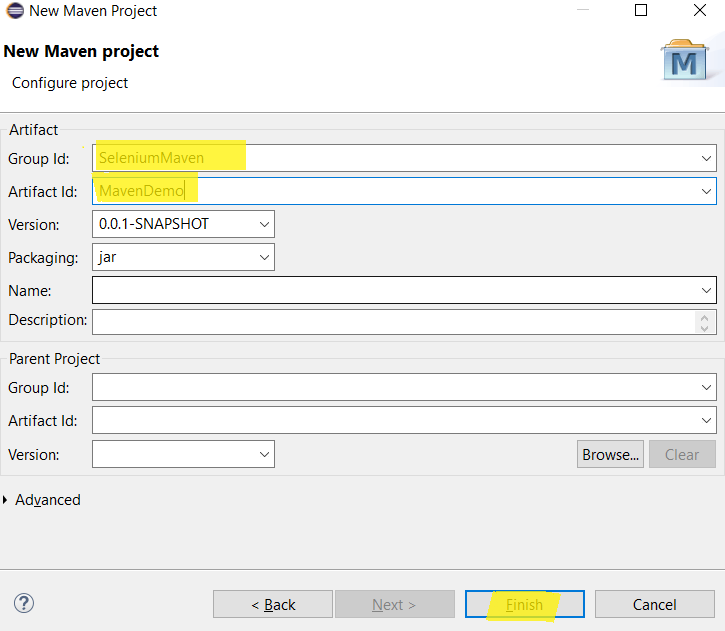 New Maven Project
New Maven project
Configure project
M
Artifact
Group Id: SeleniumMaven
Artifact Id: MavenDemo
Version: 0.0.1-SNAPSHOT
Packaging: jar
Name:
Description:
Parent Project
Group Id:
Artifact Id:
Version: Browse... Clear
Advanced
? < Back Next > Finish Cancel